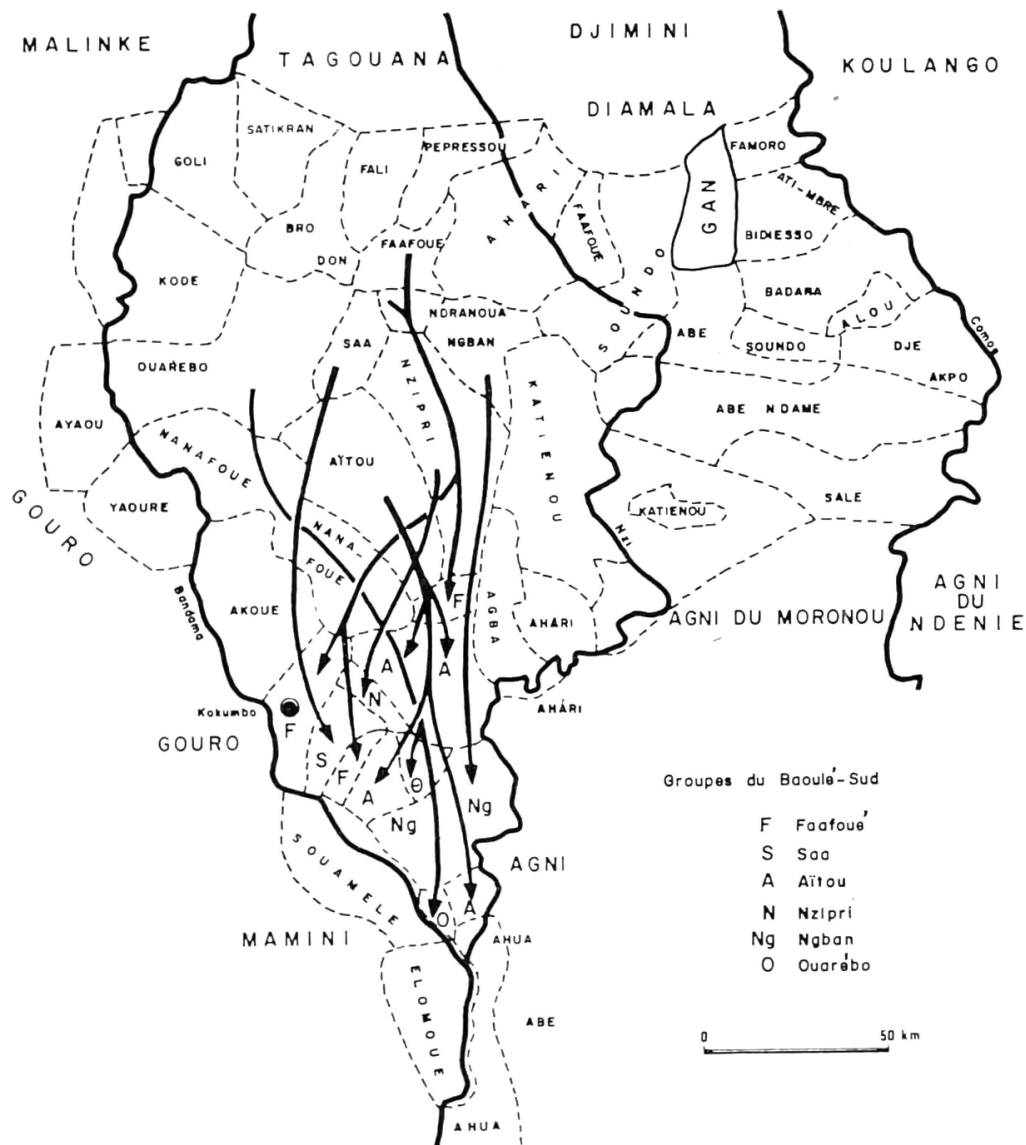 MALINKE
TAGOUANA
DJIMINI
KOULANGO
DIAMALA
SATIKRAN
PEPRESSOU
FAMORO
GOLI
FALI
AHARI
FAAFOUE
GAN
ATI-MBRE
BRO
DON
FAAFOUE
BIDIESSO
KODE
SOUNDO
BADARA
ALOU
NDRANOUA
SAA
NGBAN
ABE
SOUNDO
DJE
Comoe
OUARÈBO
NZIPRI
KATIENOU
AKPO
ABE NDAME
AYAOU
NANAFOUE
AÏTOU
YAOURE
GOURO
KATIENOU
SALE
NANA
FOUE
Nzi
Bandama
AKOUE
F
AGBA
AHÁRI
AGNI DU MORONOU
AGNI
DU
NDENIE
A
A
N
AHÁRI
Kokumbo
F
GOURO
S
F
A
O
Ng
Ng
Groupes du Baoulé-Sud
F Faafoué
S Saa
A Aïtou
N Nzipri
Ng Ngban
O Ouarébo
SOUAMELE
AGNI
O
A
MAMINI
AHUA
ELOMOUE
ABE
0 50 km
AHUA